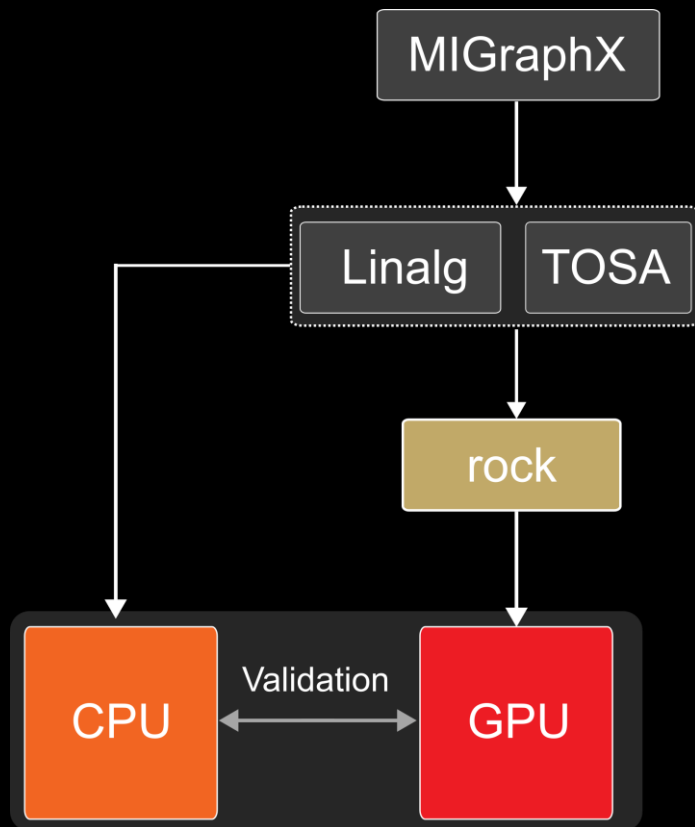 MIGraphX
Linalg
TOSA
rock
Validation
CPU
GPU